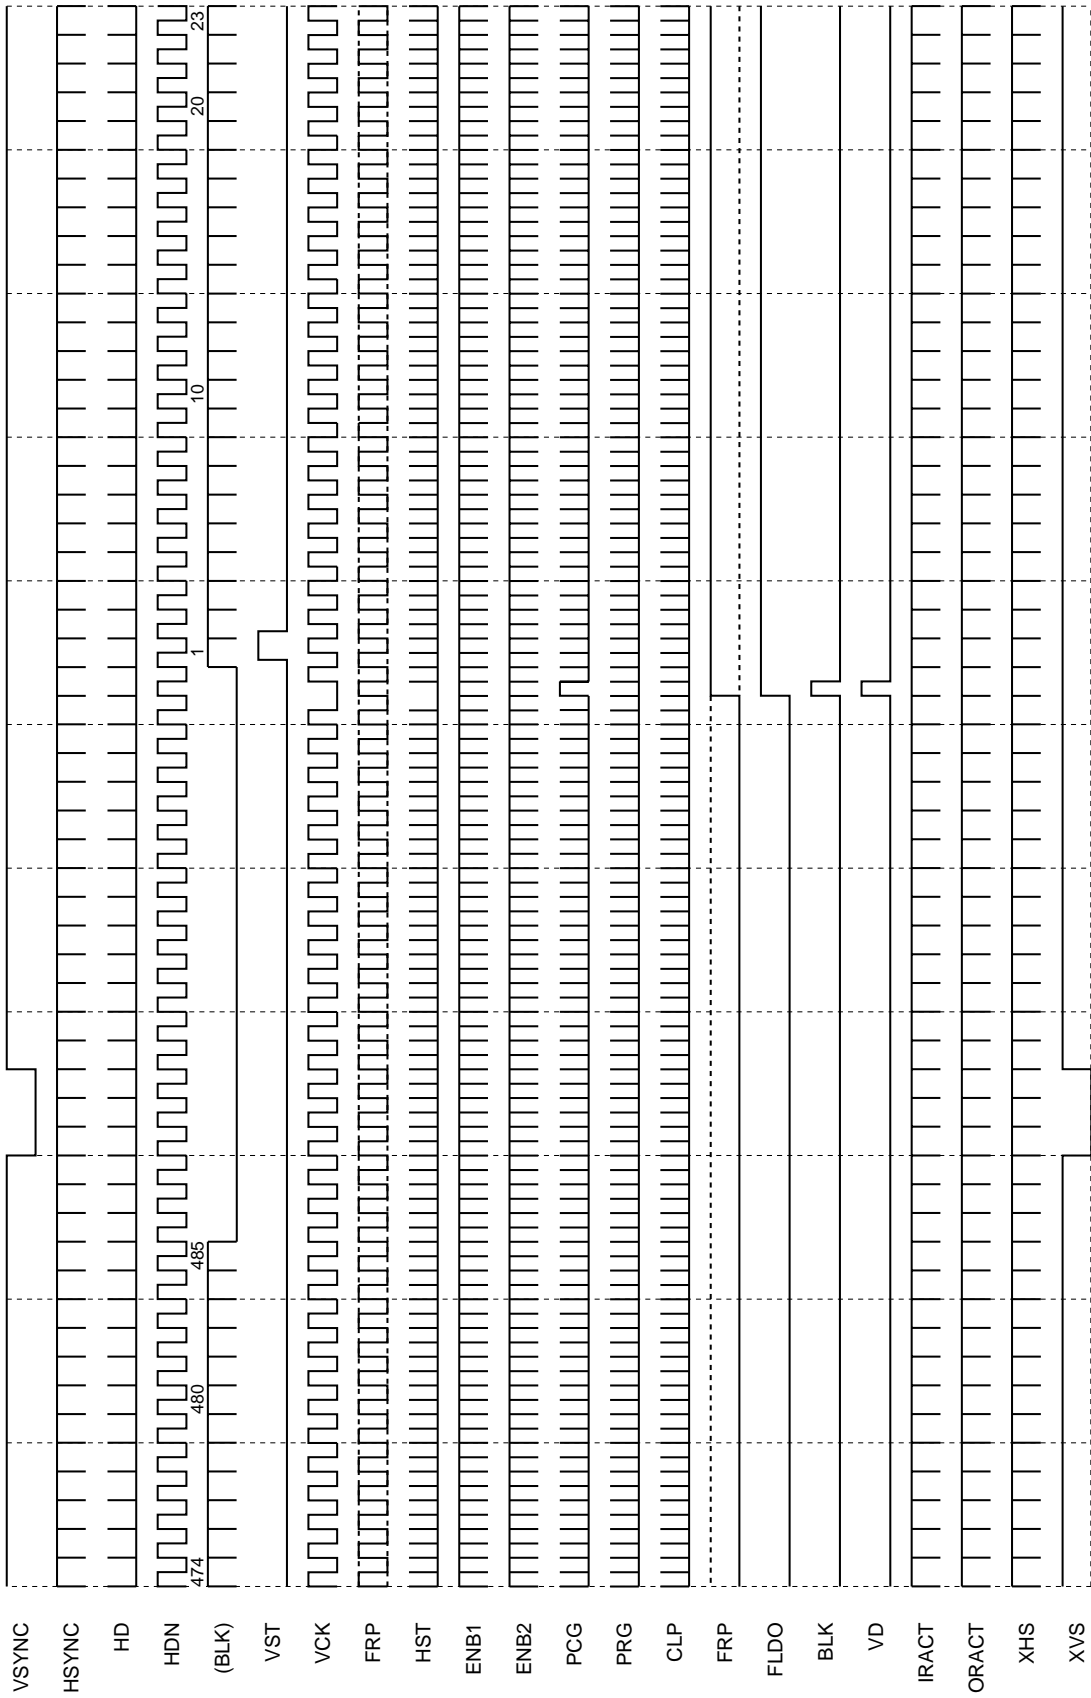 VSYNC
HSYNC
HD
HDN
(BLK)
474 480 485 1 10 20 23
VST
VCK
FRP
HST
ENB1
ENB2
PCG
PRG
CLP
FRP
FLDO
BLK
VD
IRACT
ORACT
XHS
XVS